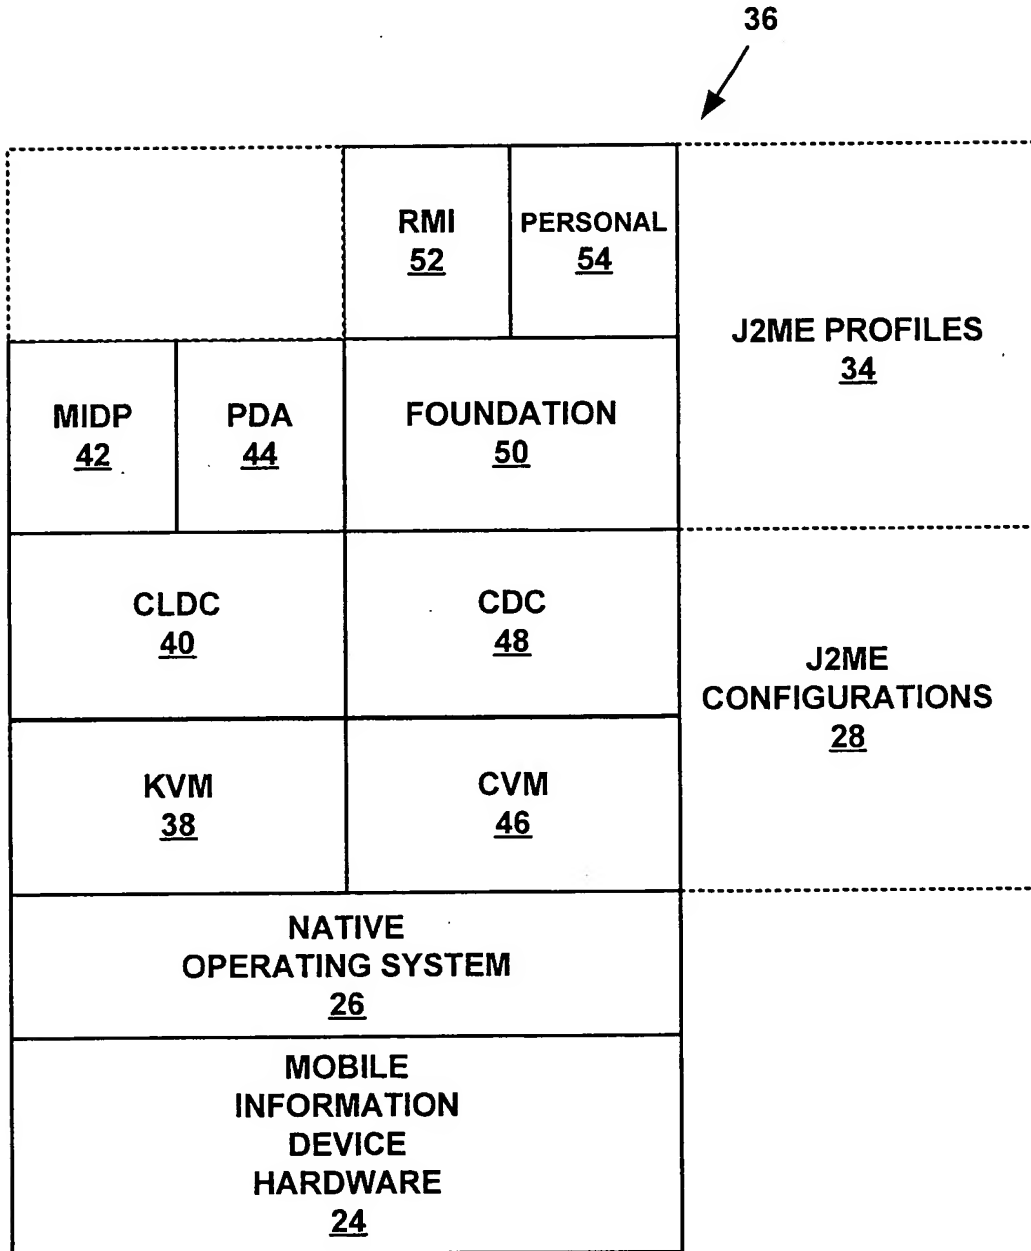 36
RMI
52
PERSONAL
54
J2ME PROFILES
34
MIDP
42
PDA
44
FOUNDATION
50
CLDC
40
CDC
48
J2ME
CONFIGURATIONS
28
KVM
38
CVM
46
NATIVE
OPERATING SYSTEM
26
MOBILE
INFORMATION
DEVICE
HARDWARE
24